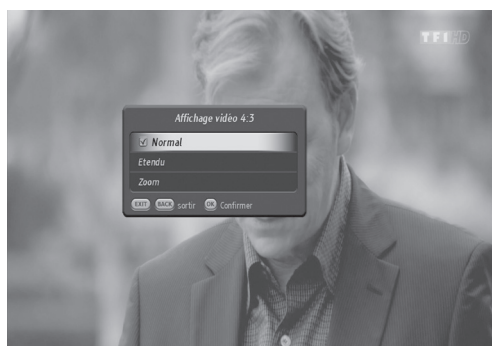 TF1 HD
Affichage vidéo 4:3
Normal
Etendu
Zoom
EXIT BACK sortir OK Confirmer